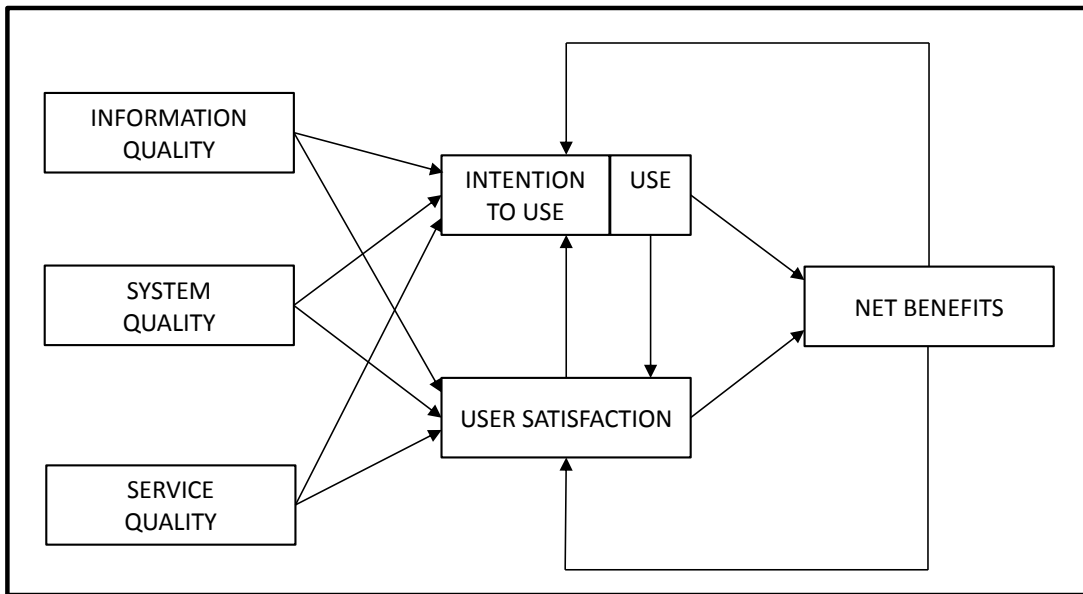 INFORMATION
QUALITY
SYSTEM
QUALITY
SERVICE
QUALITY
INTENTION
TO USE
USE
USER SATISFACTION
NET BENEFITS